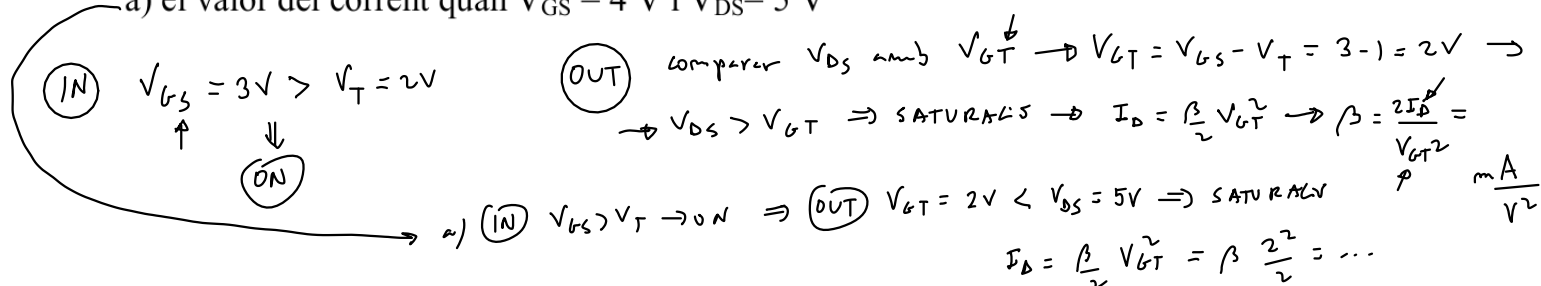 a) el valor del corrent quan V_GS = 4 V i V_DS= 5 V
IN V_GS = 3V > V_T = 2V
⇓
ON
OUT comparar V_DS amb V_GT → V_GT = V_GS - V_T = 3 - 1 = 2V →
→ V_DS > V_GT ⇒ SATURACIÓ → I_D = β/2 V_GT² → β = 2I_D/V_GT² = mA/V²
a) IN V_GS > V_T → ON ⇒ OUT V_GT = 2V < V_DS = 5V ⇒ SATURACIÓ
I_D = β/2 V_GT² = β 2²/2 = ...